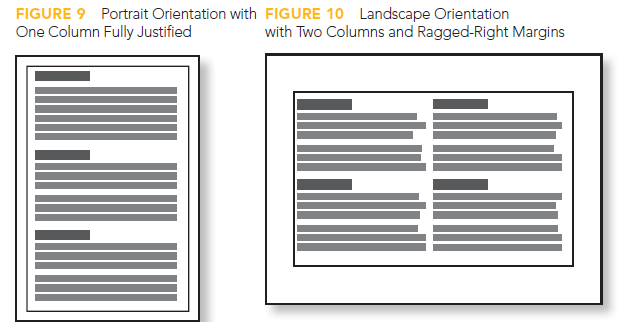 FIGURE 9 Portrait Orientation with
One Column Fully Justified
FIGURE 10 Landscape Orientation
with Two Columns and Ragged-Right Margins